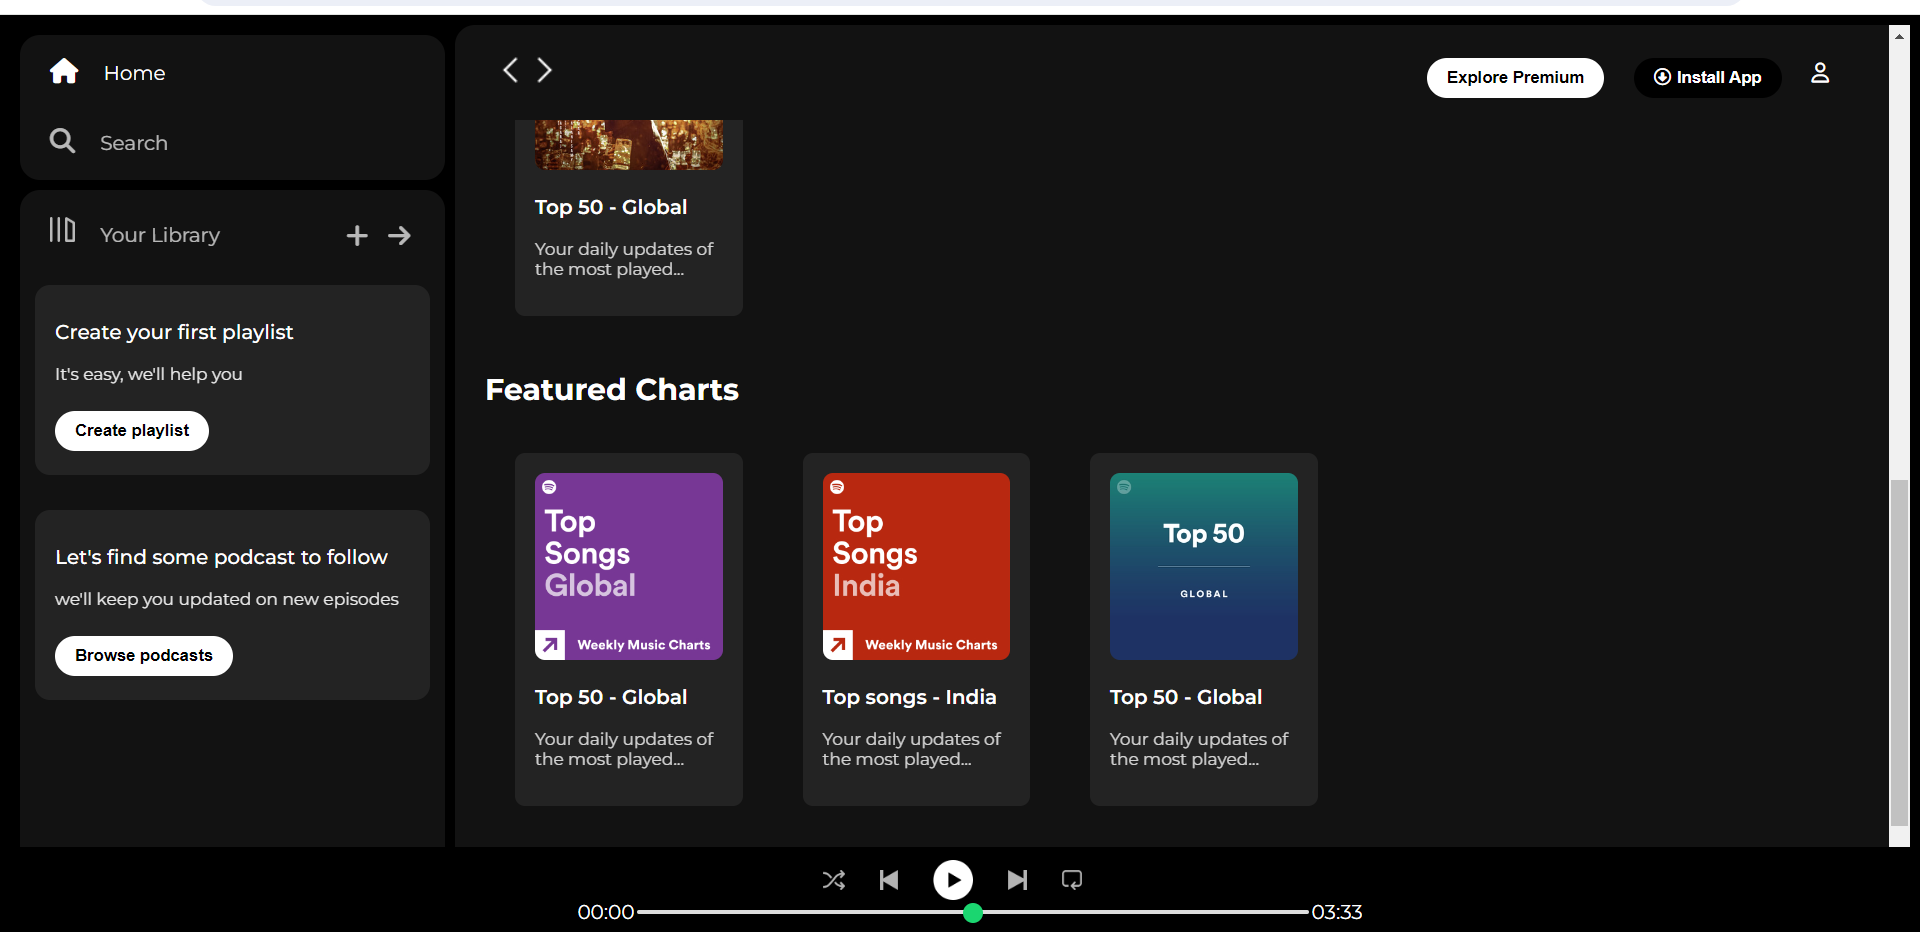 Home
Search
Your Library
Create your first playlist
It's easy, we'll help you
Create playlist
Let's find some podcast to follow
we'll keep you updated on new episodes
Browse podcasts
Explore Premium
Install App
Top 50 - Global
Your daily updates of
the most played...
Featured Charts
Top
Songs
Global
Weekly Music Charts
Top 50 - Global
Your daily updates of
the most played...
Top
Songs
India
Weekly Music Charts
Top songs - India
Your daily updates of
the most played...
Top 50
GLOBAL
Top 50 - Global
Your daily updates of
the most played...
00:00
03:33